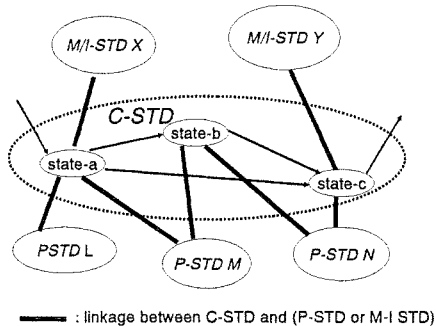 M/I-STD X
M/I-STD Y
C-STD
state-b
state-a
state-c
PSTD L
P-STD M
P-STD N
: linkage between C-STD and (P-STD or M-I STD)